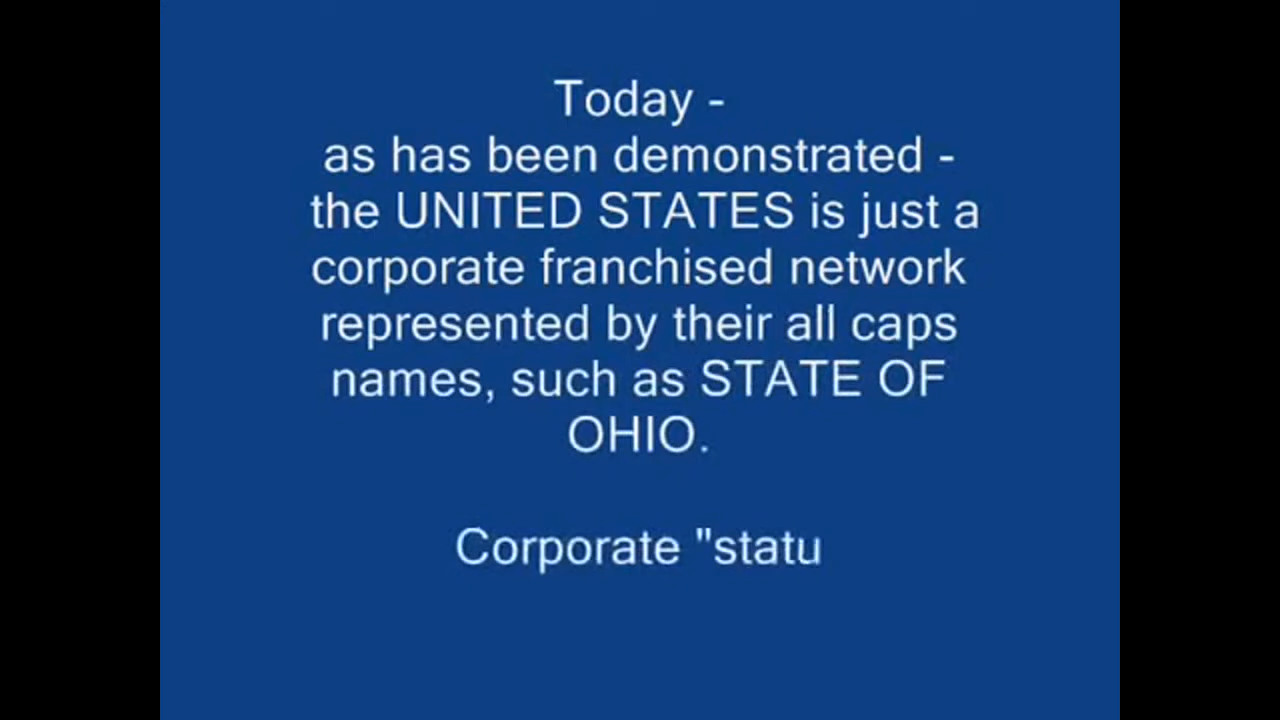 Today -
as has been demonstrated -
the UNITED STATES is just a
corporate franchised network
represented by their all caps
names, such as STATE OF
OHIO.
Corporate "statu